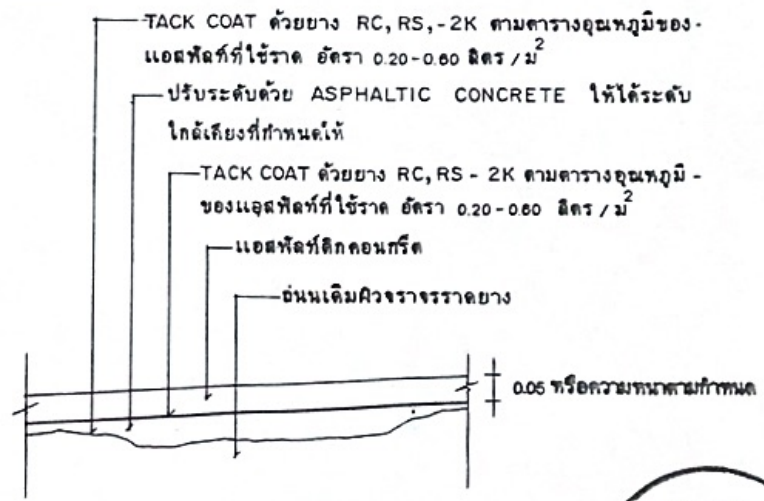 TACK COAT ด้วยยาง RC, RS, -2K ตามตารางอุณหภูมิของ-
แอสฟัลท์ที่ใช้ราด อัตรา 0.20-0.60 ลิตร / ม²
ปรับระดับด้วย ASPHALTIC CONCRETE ให้ได้ระดับ
ใกล้เคียงที่กำหนดให้
TACK COAT ด้วยยาง RC, RS - 2K ตามตารางอุณหภูมิ -
ของแอสฟัลท์ที่ใช้ราด อัตรา 0.20-0.60 ลิตร / ม²
แอสฟัลท์ติกคอนกรีต
ถนนเดิมผิวจราจรราดยาง
0.05 หรือความหนาตามกำหนด